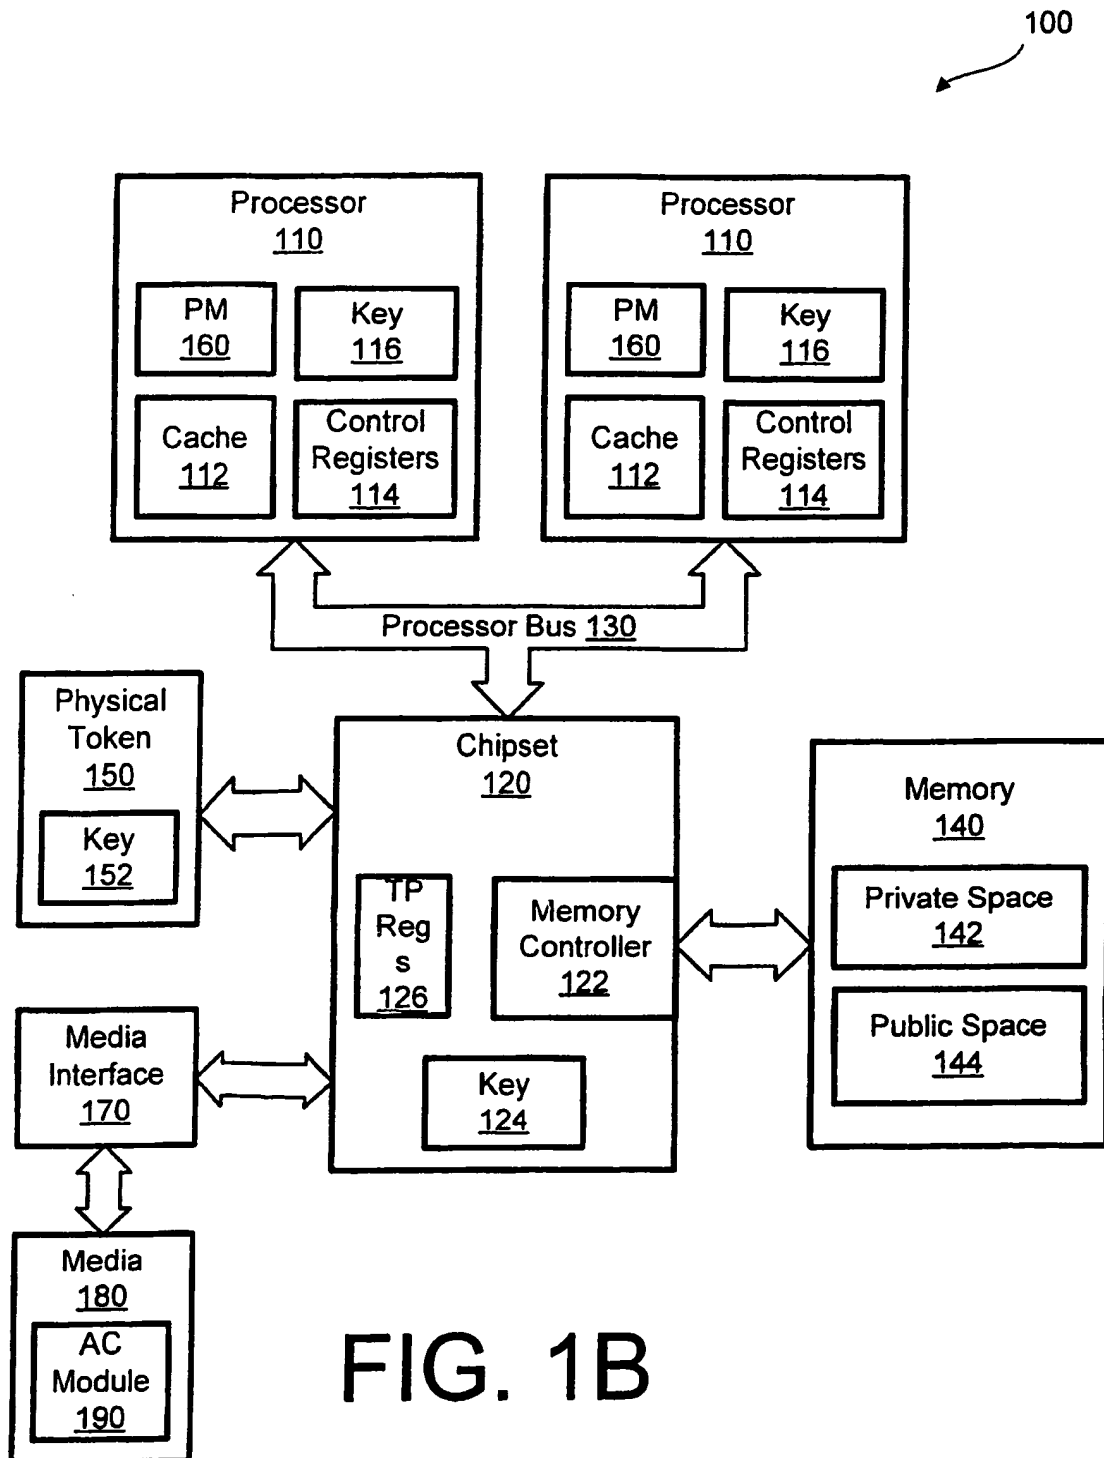 100
Processor
110
PM
160
Key
116
Cache
112
Control
Registers
114
Processor
110
PM
160
Key
116
Cache
112
Control
Registers
114
Processor Bus 130
Physical
Token
150
Key
152
Chipset
120
TP
Reg
s
126
Memory
Controller
122
Key
124
Memory
140
Private Space
142
Public Space
144
Media
Interface
170
Media
180
AC
Module
190
FIG. 1B